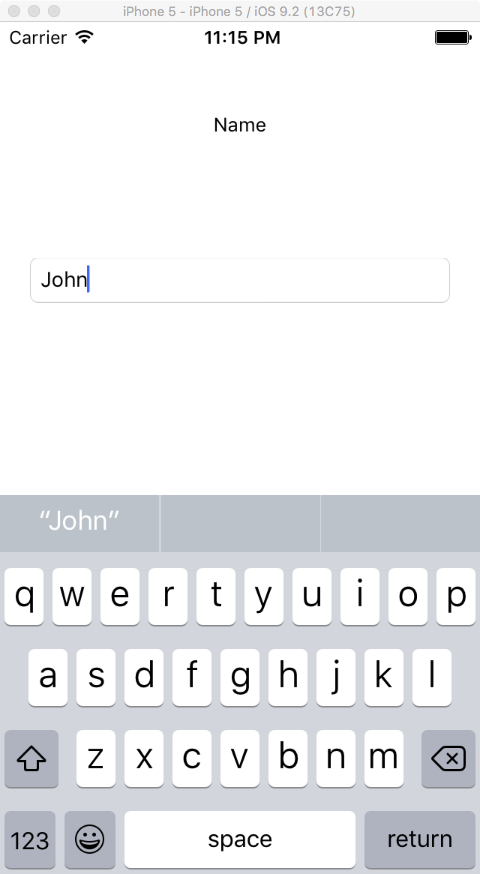 iPhone 5 - iPhone 5 / iOS 9.2 (13C75)
Carrier 11:15 PM
Name
John
“John”
q w e r t y u i o p
a s d f g h j k l
z x c v b n m
123 space return